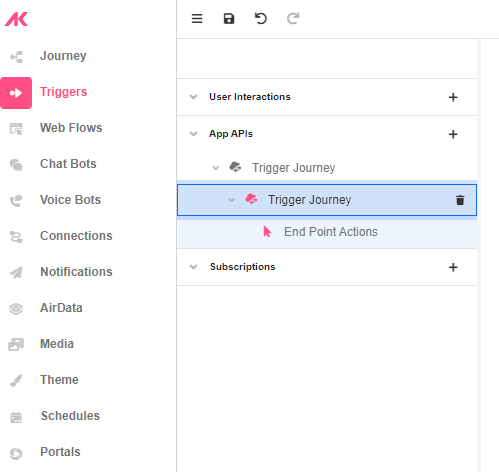 AK
Journey
Triggers
Web Flows
Chat Bots
Voice Bots
Connections
Notifications
AirData
Media
Theme
Schedules
Portals
User Interactions
App APIs
Trigger Journey
Trigger Journey
End Point Actions
Subscriptions